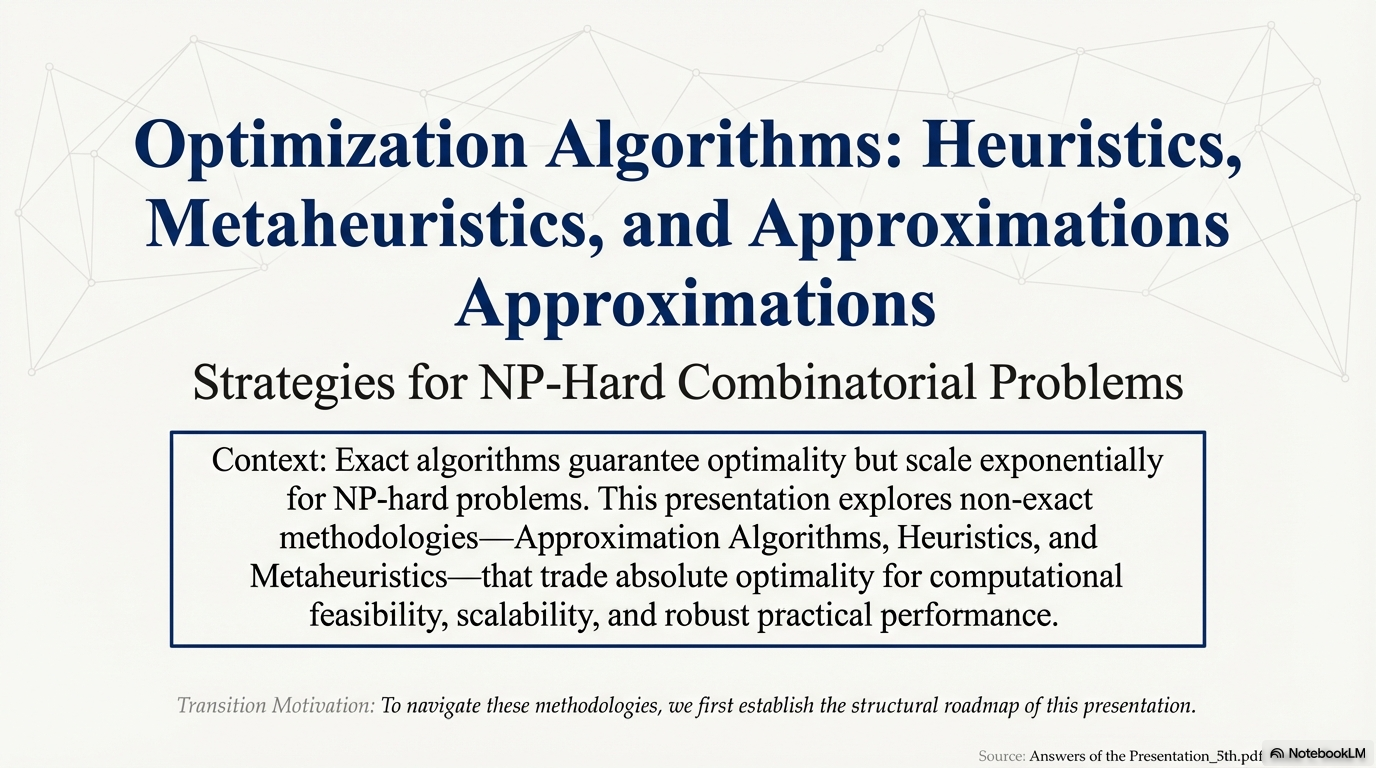 Optimization Algorithms: Heuristics,
Metaheuristics, and Approximations
Approximations
Strategies for NP-Hard Combinatorial Problems
Context: Exact algorithms guarantee optimality but scale exponentially
for NP-hard problems. This presentation explores non-exact
methodologies—Approximation Algorithms, Heuristics, and
Metaheuristics—that trade absolute optimality for computational
feasibility, scalability, and robust practical performance.
Transition Motivation: To navigate these methodologies, we first establish the structural roadmap of this presentation.
Source: Answers of the Presentation_5th.pdf
NotebookLM